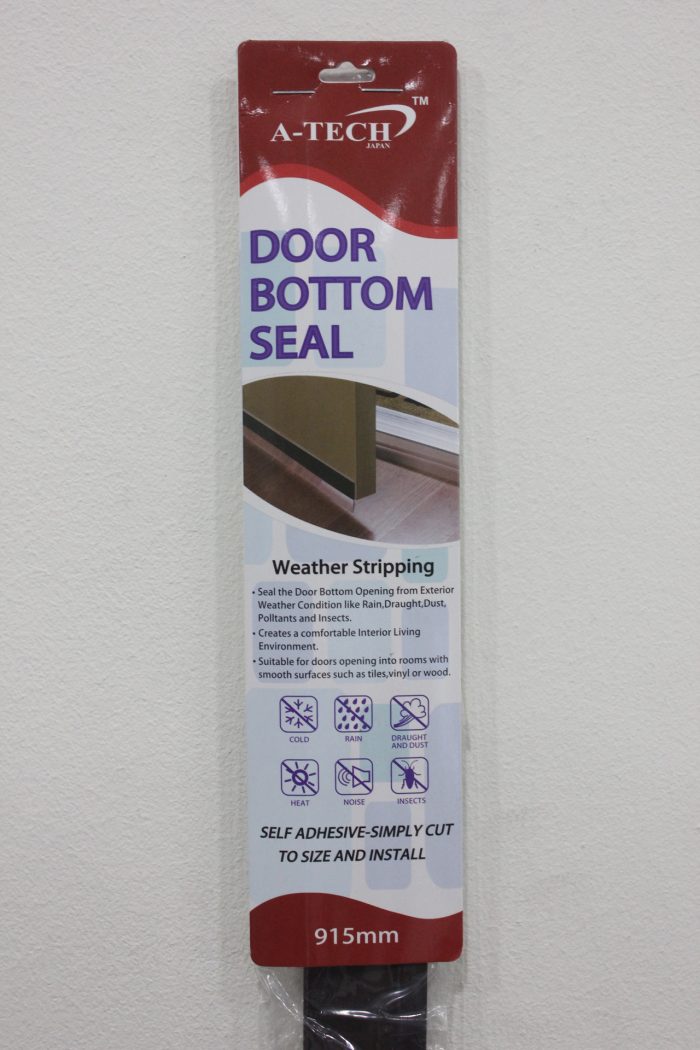 A-TECH ™
JAPAN
DOOR
BOTTOM
SEAL
Weather Stripping
• Seal the Door Bottom Opening from Exterior
Weather Condition like Rain,Draught,Dust,
Polltants and Insects.
• Creates a comfortable Interior Living
Environment.
• Suitable for doors opening into rooms with
smooth surfaces such as tiles,vinyl or wood.
COLD RAIN DRAUGHT
AND DUST
HEAT NOISE INSECTS
SELF ADHESIVE-SIMPLY CUT
TO SIZE AND INSTALL
915mm